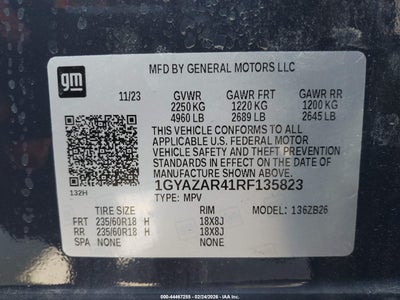 gm
MFD BY GENERAL MOTORS LLC
11/23 GVWR GAWR FRT GAWR RR
2250 KG 1220 KG 1200 KG
4960 LB 2689 LB 2645 LB
THIS VEHICLE CONFORMS TO ALL
APPLICABLE U.S. FEDERAL MOTOR
VEHICLE SAFETY, AND THEFT PREVENTION
STANDARDS IN EFFECT ON THE DATE OF
MANUFACTURE SHOWN ABOVE.
1GYAZAR41RF135823
132H TYPE: MPV
TIRE SIZE RIM MODEL: 136ZB26
FRT 235/60R18 H 18X8J
RR 235/60R18 H 18X8J
SPA NONE NONE
ID: 44467255 - 02/24/2026 - IAA Inc.